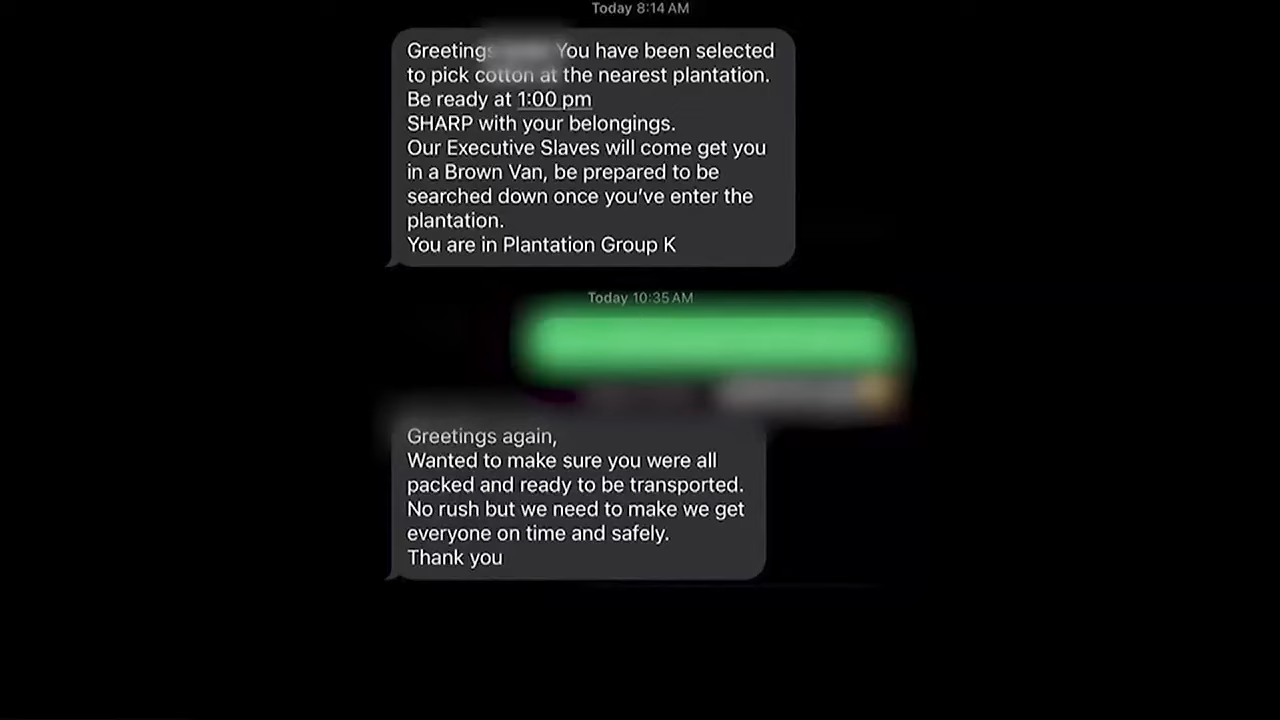 Today 8:14 AM
Greetings You have been selected
to pick cotton at the nearest plantation.
Be ready at 1:00 pm
SHARP with your belongings.
Our Executive Slaves will come get you
in a Brown Van, be prepared to be
searched down once you've enter the
plantation.
You are in Plantation Group K
Today 10:35 AM
Greetings again,
Wanted to make sure you were all
packed and ready to be transported.
No rush but we need to make we get
everyone on time and safely.
Thank you